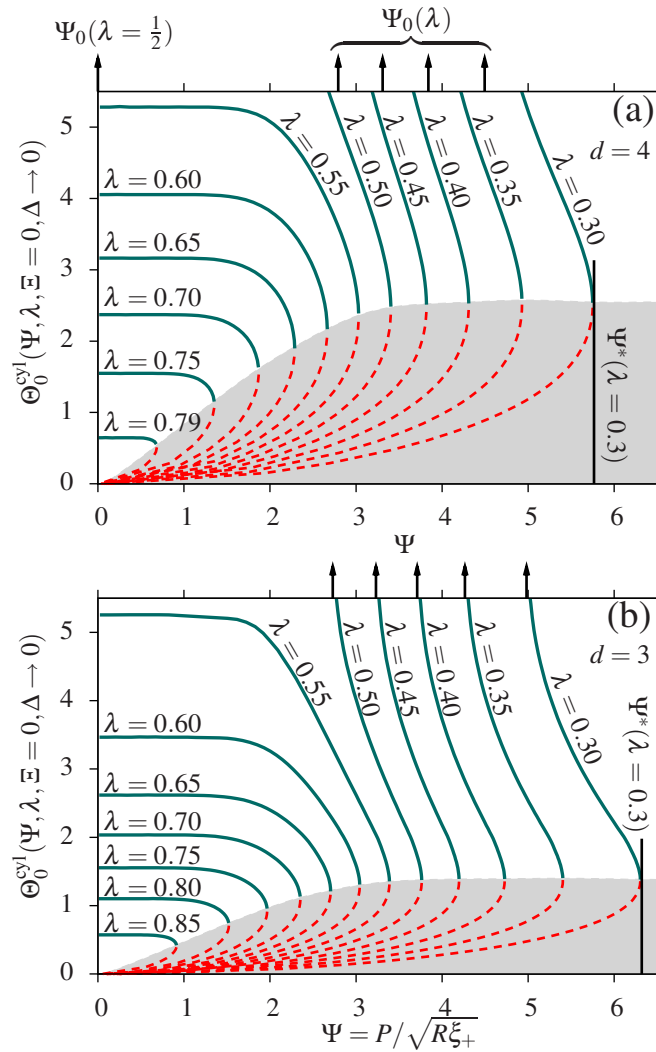 Ψ₀(λ = ½)
Ψ₀(λ)
(a)
d = 4
Θ₀ᶜʸˡ(Ψ, λ, Ξ = 0, Δ → 0)
5
4
3
2
1
0
λ = 0.60
λ = 0.65
λ = 0.70
λ = 0.75
λ = 0.79
λ = 0.55
λ = 0.50
λ = 0.45
λ = 0.40
λ = 0.35
λ = 0.30
Ψ*(λ = 0.3)
0 1 2 3 4 5 6
Ψ
(b)
d = 3
Θ₀ᶜʸˡ(Ψ, λ, Ξ = 0, Δ → 0)
5
4
3
2
1
0
λ = 0.60
λ = 0.65
λ = 0.70
λ = 0.75
λ = 0.80
λ = 0.85
λ = 0.55
λ = 0.50
λ = 0.45
λ = 0.40
λ = 0.35
λ = 0.30
Ψ*(λ = 0.3)
0 1 2 3 4 5 6
Ψ = P/√Rξ₊